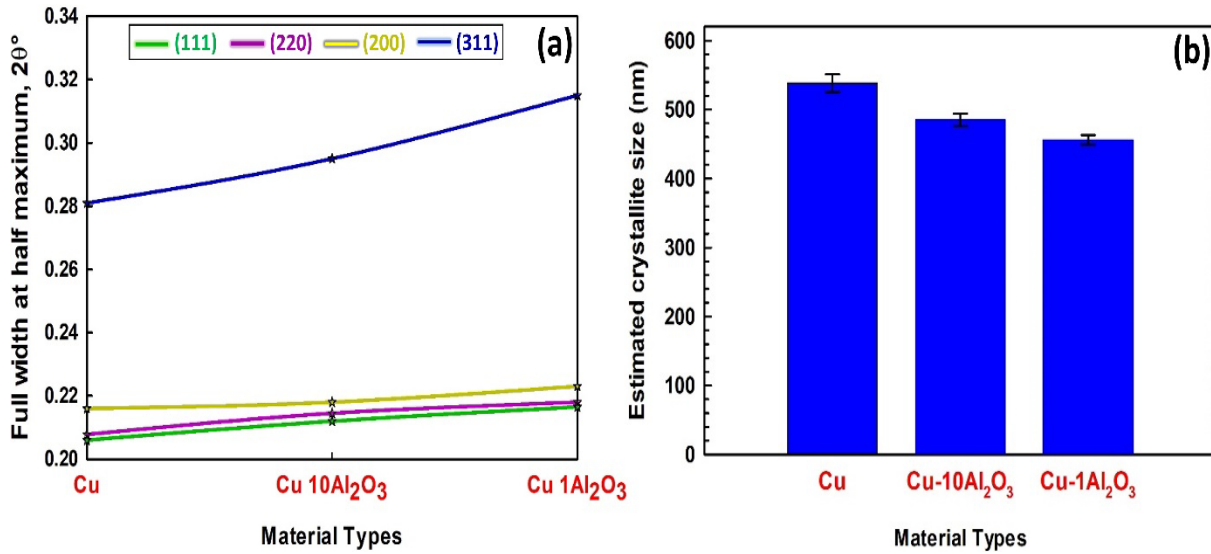 (a)
(111) (220) (200) (311)
Full width at half maximum, 2θ°
0.34
0.32
0.30
0.28
0.26
0.24
0.22
0.20
Cu Cu 10Al₂O₃ Cu 1Al₂O₃
Material Types
(b)
Estimated crystallite size (nm)
600
500
400
300
200
100
0
Cu Cu-10Al₂O₃ Cu-1Al₂O₃
Material Types